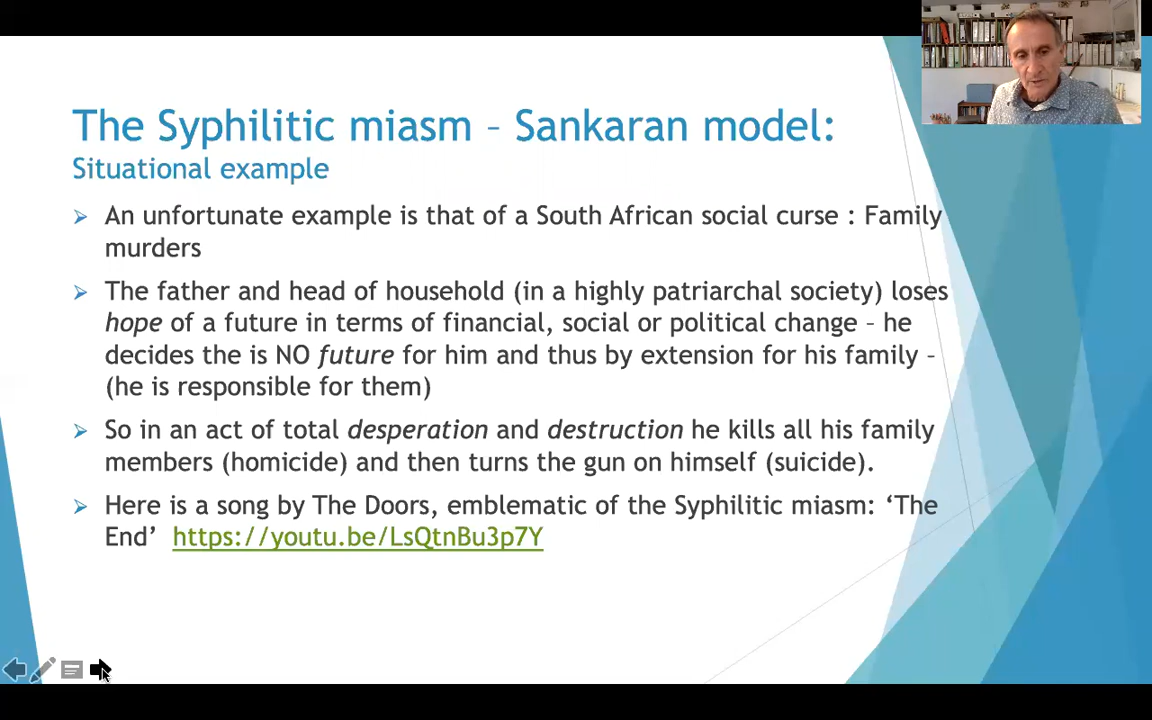 The Syphilitic miasm – Sankaran model:
Situational example
An unfortunate example is that of a South African social curse : Family
murders
The father and head of household (in a highly patriarchal society) loses
hope of a future in terms of financial, social or political change – he
decides the is NO future for him and thus by extension for his family –
(he is responsible for them)
So in an act of total desperation and destruction he kills all his family
members (homicide) and then turns the gun on himself (suicide).
Here is a song by The Doors, emblematic of the Syphilitic miasm: ‘The
End’ https://youtu.be/LsQtnBu3p7Y